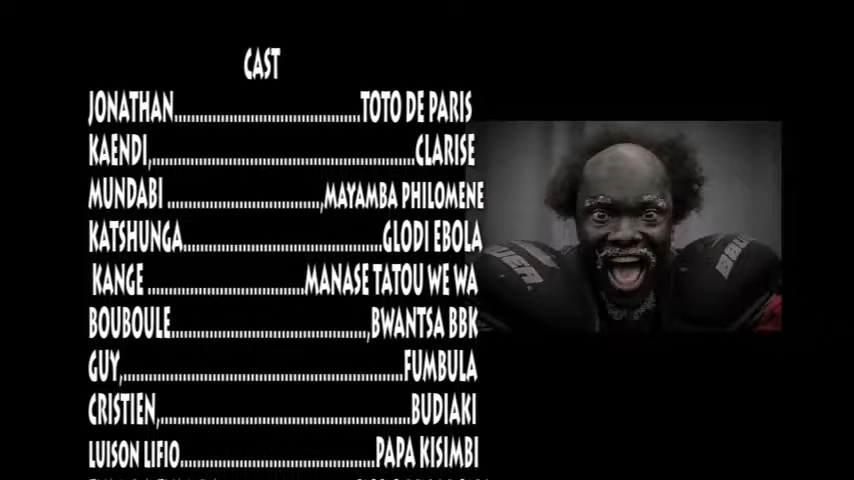 CAST
JONATHAN............................................TOTO DE PARIS
KAENDI,..............................................................CLARISE
MUNDABI ....................................,MAYAMBA PHILOMENE
KATSHUNGA...............................................GLODI EBOLA
KANGE .....................................MANASE TATOU WE WA
BOUBOULE..............................................,BWANTSA BBK
GUY,..................................................................FUMBULA
CRISTIEN,...........................................................BUDIAKI
LUISON LIFIO..............................................PAPA KISIMBI
BAUER